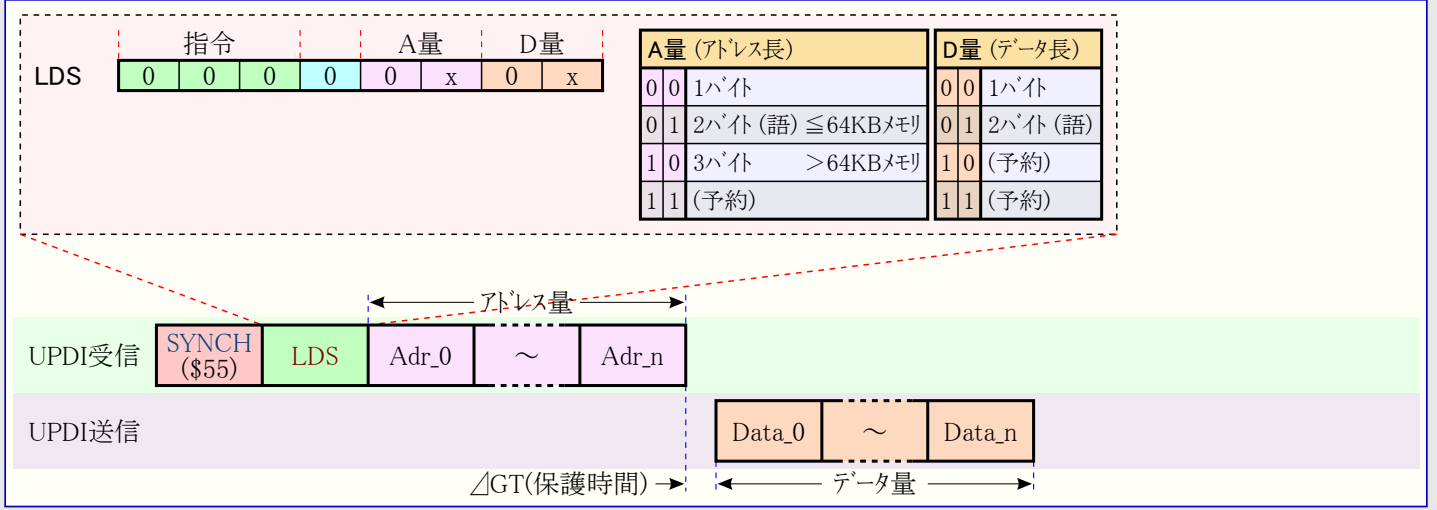 指令 A量 D量
LDS 0 0 0 0 0 x 0 x
A量 (アドレス長)
0 0 1バイト
0 1 2バイト (語) ≦64KBメモリ
1 0 3バイト >64KBメモリ
1 1 (予約)
D量 (データ長)
0 0 1バイト
0 1 2バイト (語)
1 0 (予約)
1 1 (予約)
アドレス量
UPDI受信 SYNCH ($55) LDS Adr_0 ~ Adr_n
UPDI送信 Data_0 ~ Data_n
⊿GT(保護時間) データ量